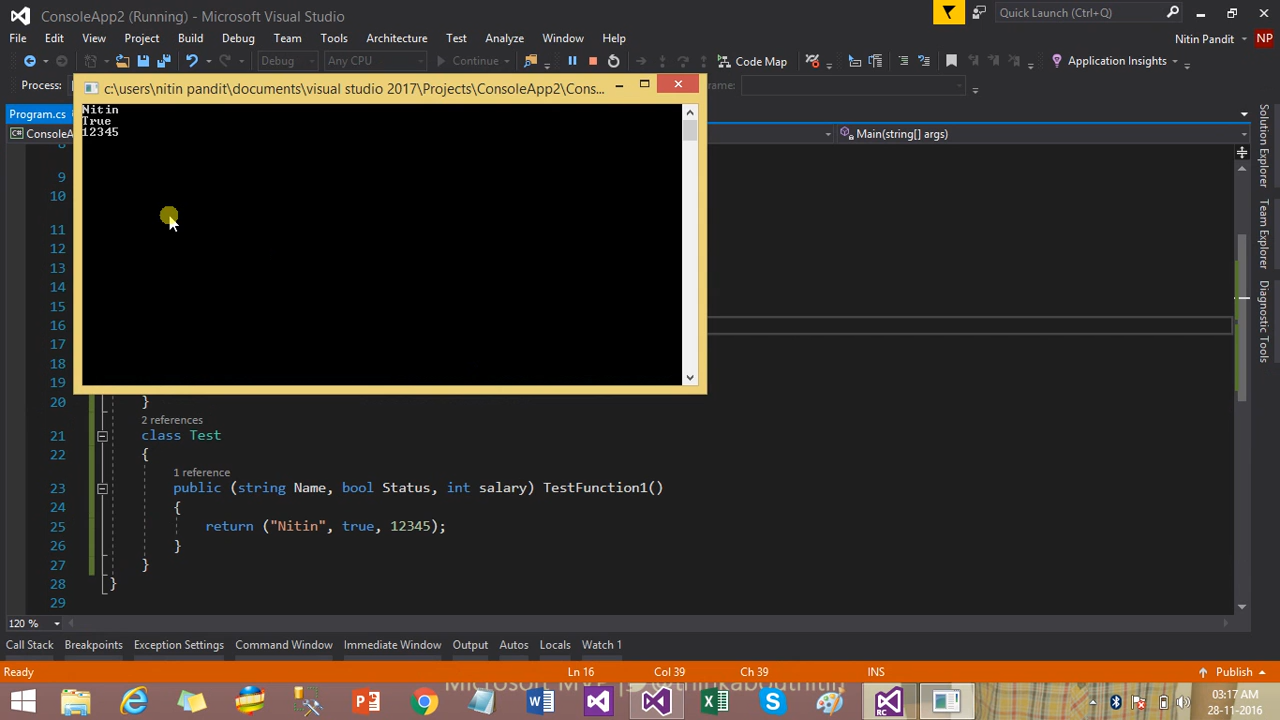 ConsoleApp2 (Running) - Microsoft Visual Studio
Quick Launch (Ctrl+Q)
File Edit View Project Build Debug Team Tools Architecture Test Analyze Window Help
Nitin Pandit NP
Debug Any CPU Continue Code Map Application Insights
Process:
c:\users\nitin pandit\documents\visual studio 2017\Projects\ConsoleApp2\Cons...
Nitin
True
12345
Program.cs
ConsoleA
Main(string[] args)
Solution Explorer
Team Explorer
Diagnostic Tools
8
9
10
11
12
13
14
15
16
17
18
19
20 }
2 references
21 class Test
22 {
1 reference
23 public (string Name, bool Status, int salary) TestFunction1()
24 {
25 return ("Nitin", true, 12345);
26 }
27 }
28 }
29
120 %
Call Stack Breakpoints Exception Settings Command Window Immediate Window Output Autos Locals Watch 1
Ready Ln 16 Col 39 Ch 39 INS Publish
Microsoft MVP | @thinkabouthitin
RC
03:17 AM
28-11-2016